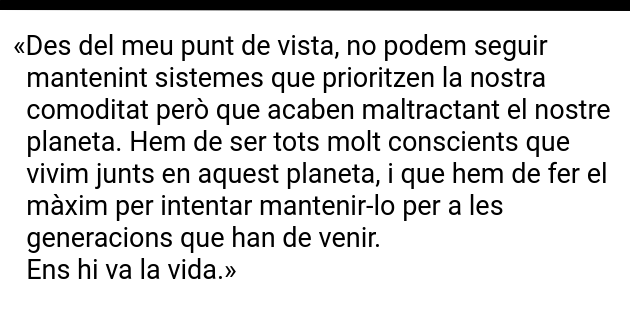 «Des del meu punt de vista, no podem seguir
mantenint sistemes que prioritzen la nostra
comoditat però que acaben maltractant el nostre
planeta. Hem de ser tots molt conscients que
vivim junts en aquest planeta, i que hem de fer el
màxim per intentar mantenir-lo per a les
generacions que han de venir.
Ens hi va la vida.»